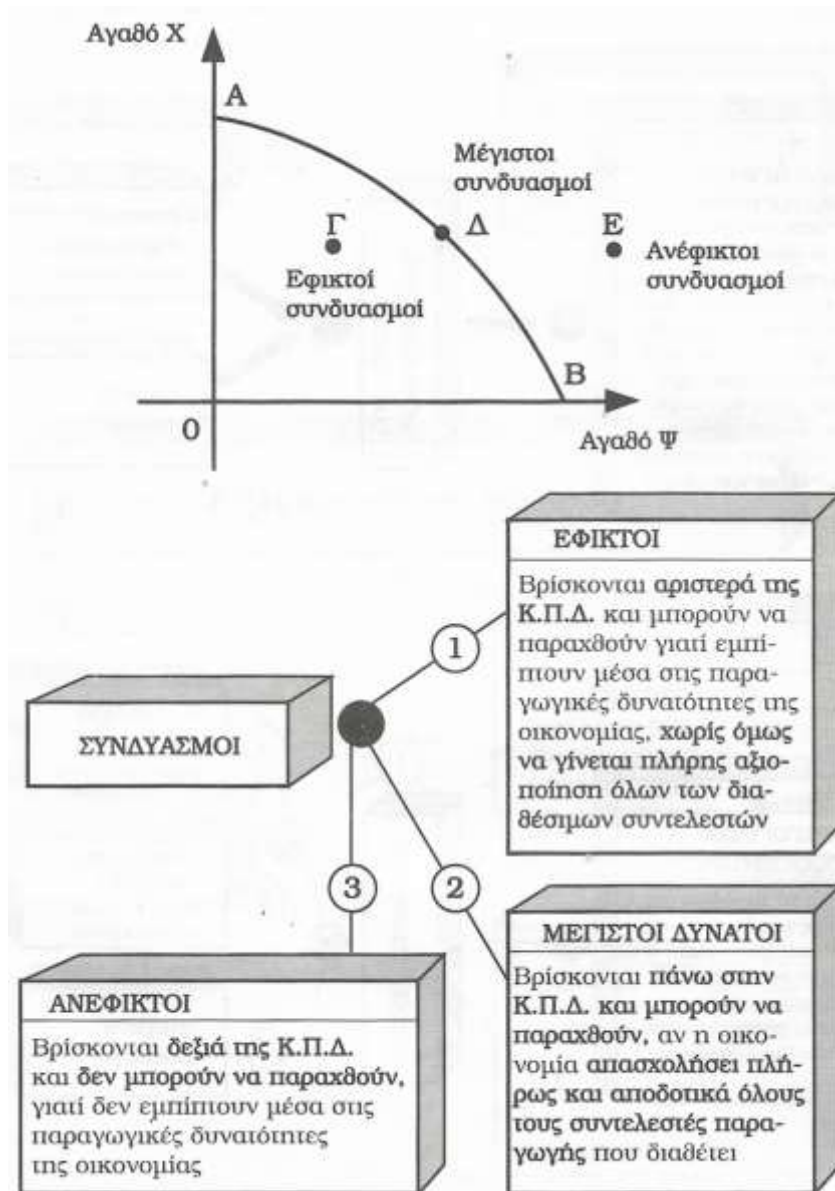 Αγαθό Χ
Α
Μέγιστοι
συνδυασμοί
Γ
Δ
Ε
Εφικτοί
συνδυασμοί
Ανέφικτοι
συνδυασμοί
Β
0
Αγαθό Ψ
ΕΦΙΚΤΟΙ
Βρίσκονται αριστερά της
Κ.Π.Δ. και μπορούν να
παραχθούν γιατί εμπί-
πτουν μέσα στις παρα-
γωγικές δυνατότητες της
οικονομίας, χωρίς όμως
να γίνεται πλήρης αξιο-
ποίηση όλων των δια-
θέσιμων συντελεστών
1
ΣΥΝΔΥΑΣΜΟΙ
3
2
ΜΕΓΙΣΤΟΙ ΔΥΝΑΤΟΙ
Βρίσκονται πάνω στην
Κ.Π.Δ. και μπορούν να
παραχθούν, αν η οικο-
νομία απασχολήσει πλή-
ρως και αποδοτικά όλους
τους συντελεστές παρα-
γωγής που διαθέτει
ΑΝΕΦΙΚΤΟΙ
Βρίσκονται δεξιά της Κ.Π.Δ.
και δεν μπορούν να παραχθούν,
γιατί δεν εμπίπτουν μέσα στις
παραγωγικές δυνατότητες
της οικονομίας